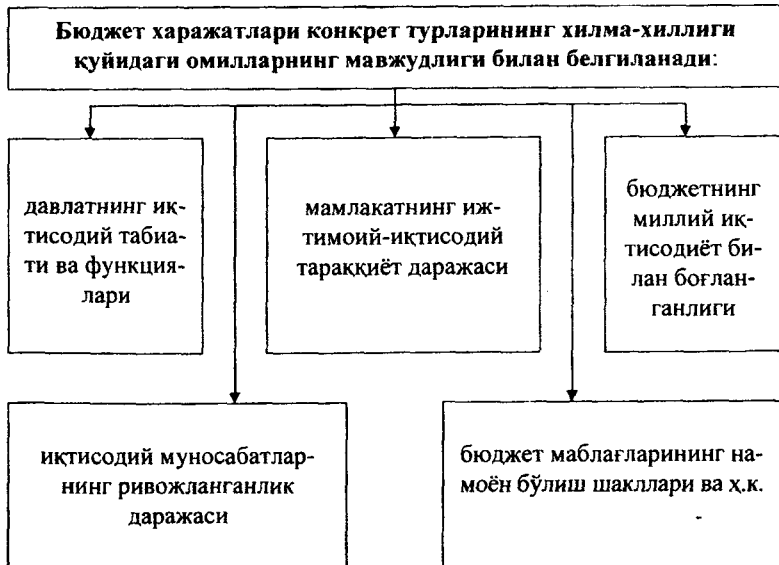 Бюджет харажатлари конкрет турларининг хилма-хиллиги
қуйидаги омилларнинг мавжудлиги билан белгиланади:
давлатнинг иқ-
тисодий табиа-
ти ва функция-
лари
мамлакатнинг иж-
тимоий-иқтисодий
тараққиёт даражаси
бюджетнинг
миллий иқ-
тисодиёт би-
лан боғлан-
ганлиги
иқтисодий муносабатлар-
нинг ривожланганлик
даражаси
бюджет маблағларининг на-
моён бўлиш шакллари ва ҳ.к.